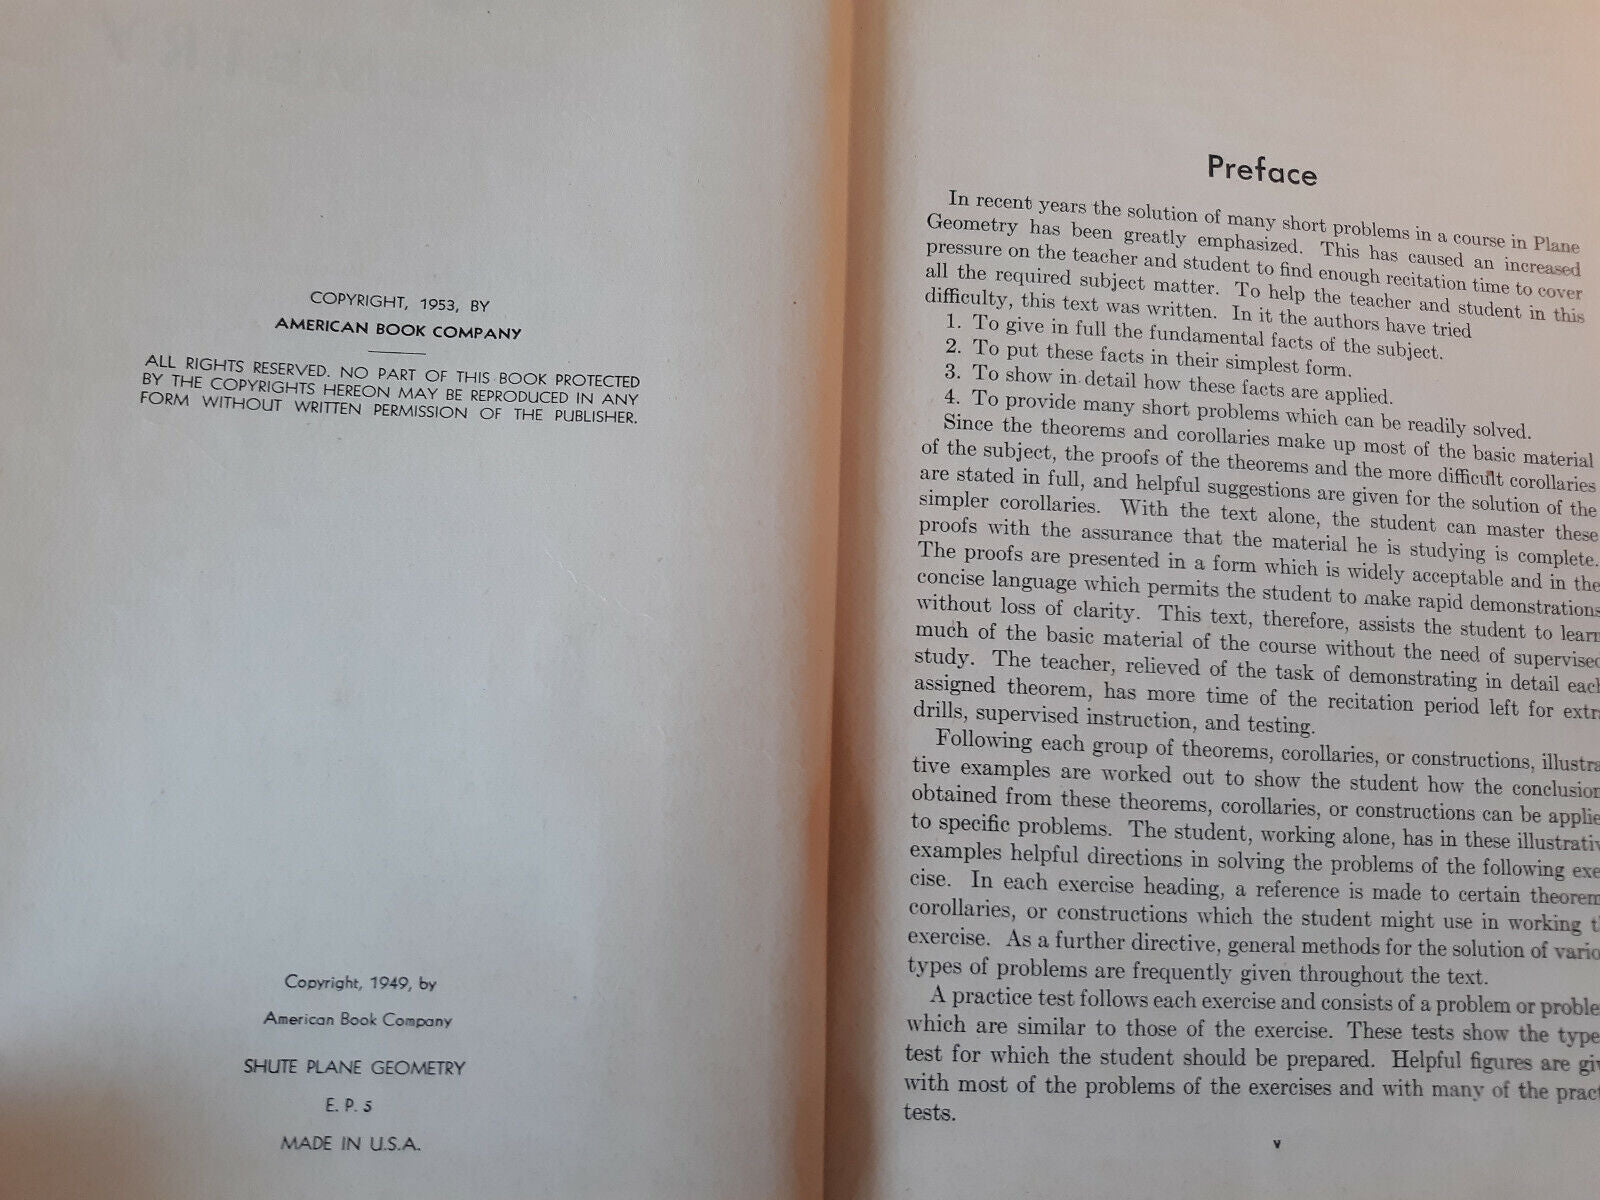 COPYRIGHT, 1953, BY
AMERICAN BOOK COMPANY
ALL RIGHTS RESERVED. NO PART OF THIS BOOK PROTECTED
BY THE COPYRIGHTS HEREON MAY BE REPRODUCED IN ANY
FORM WITHOUT WRITTEN PERMISSION OF THE PUBLISHER.
Copyright, 1949, by
American Book Company
SHUTE PLANE GEOMETRY
E. P. 5
MADE IN U.S.A.
Preface
In recent years the solution of many short problems in a course in Plane
Geometry has been greatly emphasized. This has caused an increased
pressure on the teacher and student to find enough recitation time to cover
all the required subject matter. To help the teacher and student in this
difficulty, this text was written. In it the authors have tried
1. To give in full the fundamental facts of the subject.
2. To put these facts in their simplest form.
3. To show in detail how these facts are applied.
4. To provide many short problems which can be readily solved.
Since the theorems and corollaries make up most of the basic material
of the subject, the proofs of the theorems and the more difficult corollaries
are stated in full, and helpful suggestions are given for the solution of the
simpler corollaries. With the text alone, the student can master these
proofs with the assurance that the material he is studying is complete.
The proofs are presented in a form which is widely acceptable and in the
concise language which permits the student to make rapid demonstrations
without loss of clarity. This text, therefore, assists the student to learn
much of the basic material of the course without the need of supervised
study. The teacher, relieved of the task of demonstrating in detail each
assigned theorem, has more time of the recitation period left for extra
drills, supervised instruction, and testing.
Following each group of theorems, corollaries, or constructions, illustra
tive examples are worked out to show the student how the conclusion
obtained from these theorems, corollaries, or constructions can be applie
to specific problems. The student, working alone, has in these illustrativ
examples helpful directions in solving the problems of the following exe
cise. In each exercise heading, a reference is made to certain theorem
corollaries, or constructions which the student might use in working t
exercise. As a further directive, general methods for the solution of vario
types of problems are frequently given throughout the text.
A practice test follows each exercise and consists of a problem or proble
which are similar to those of the exercise. These tests show the type
test for which the student should be prepared. Helpful figures are giv
with most of the problems of the exercises and with many of the pract
tests.
v